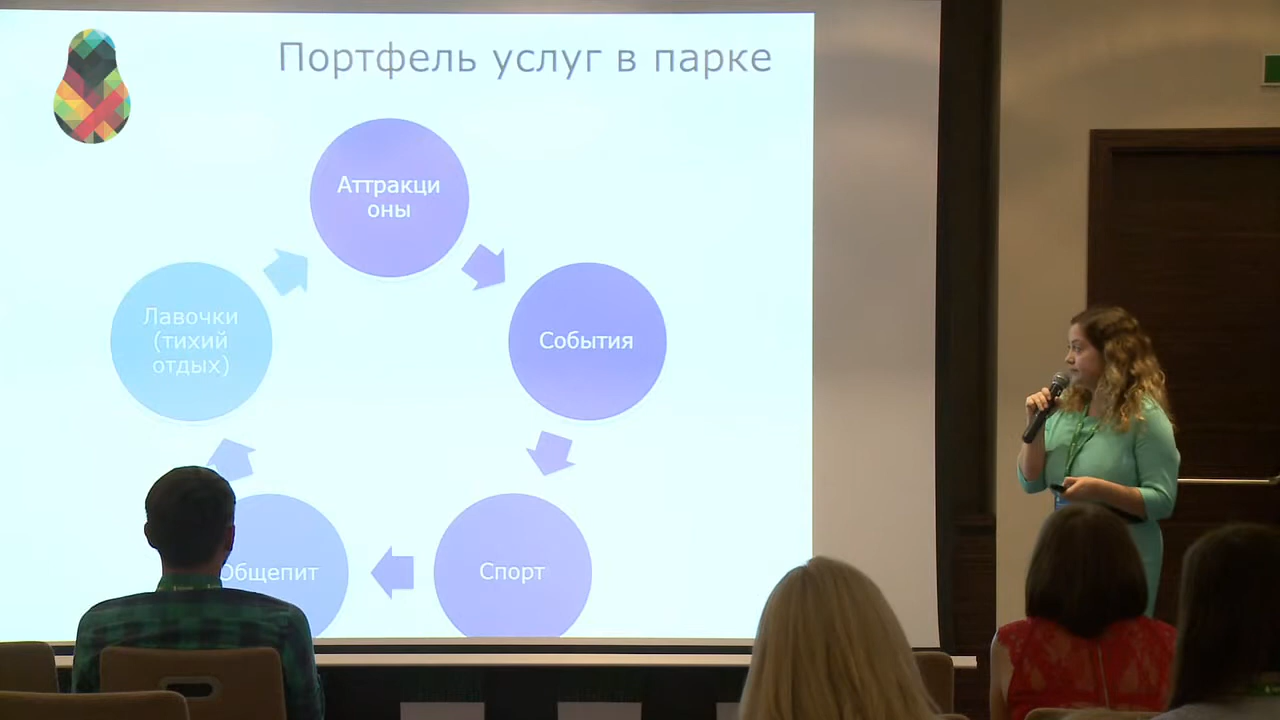 Портфель услуг в парке
Аттракци
оны
События
Спорт
Общепит
Лавочки
(тихий
отдых)